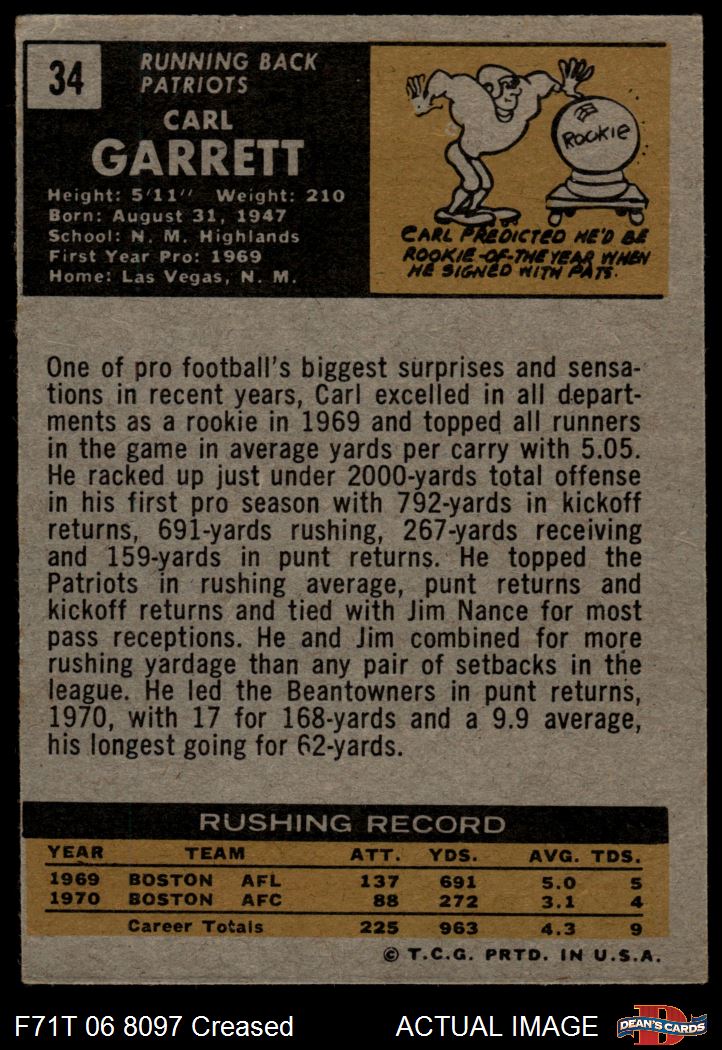 34
RUNNING BACK
PATRIOTS
CARL
GARRETT
Height: 5'11" Weight: 210
Born: August 31, 1947
School: N. M. Highlands
First Year Pro: 1969
Home: Las Vegas, N. M.
ROOKIE
CARL PREDICTED HE'D BE
ROOKIE-OF-THE YEAR WHEN
HE SIGNED WITH PATS.
One of pro football's biggest surprises and sensa-
tions in recent years, Carl excelled in all depart-
ments as a rookie in 1969 and topped all runners
in the game in average yards per carry with 5.05.
He racked up just under 2000-yards total offense
in his first pro season with 792-yards in kickoff
returns, 691-yards rushing, 267-yards receiving
and 159-yards in punt returns. He topped the
Patriots in rushing average, punt returns and
kickoff returns and tied with Jim Nance for most
pass receptions. He and Jim combined for more
rushing yardage than any pair of setbacks in the
league. He led the Beantowners in punt returns,
1970, with 17 for 168-yards and a 9.9 average,
his longest going for 62-yards.
RUSHING RECORD
YEAR TEAM ATT. YDS. AVG. TDS.
1969 BOSTON AFL 137 691 5.0 5
1970 BOSTON AFC 88 272 3.1 4
Career Totals 225 963 4.3 9
© T.C.G. PRTD. IN U.S.A.
F71T 06 8097 Creased ACTUAL IMAGE
DEAN'S CARDS